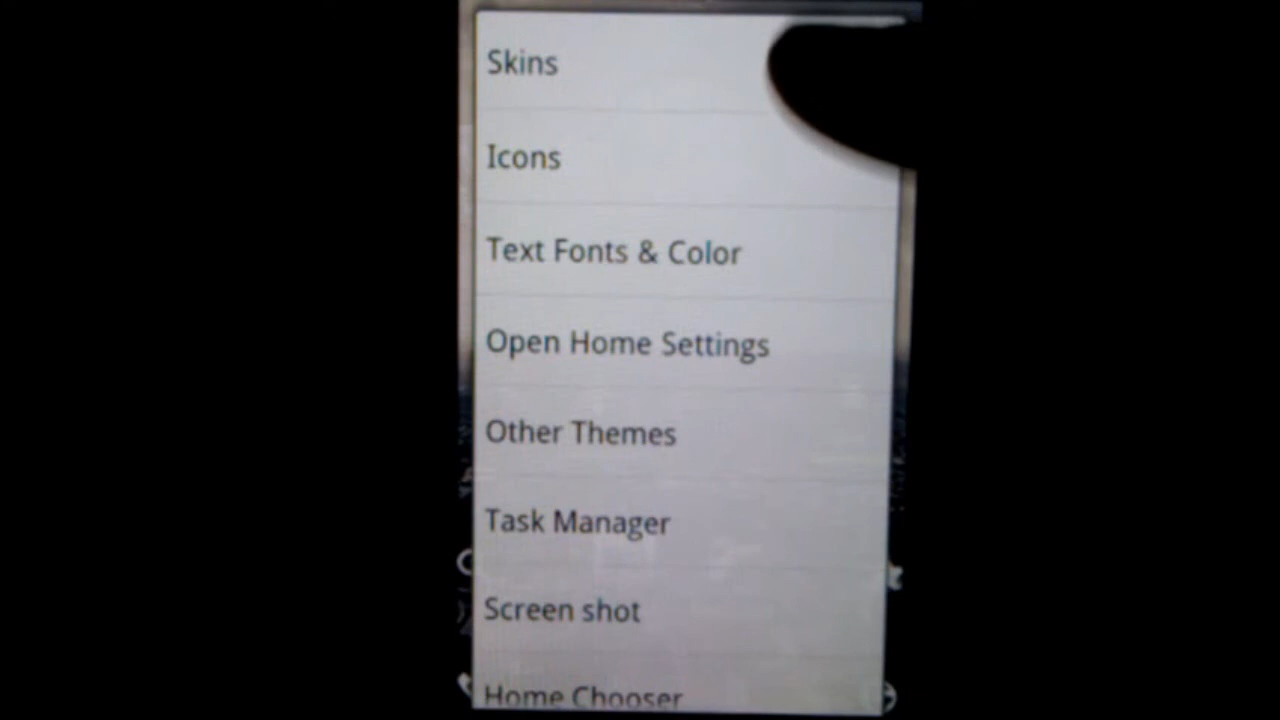 Skins
Icons
Text Fonts & Color
Open Home Settings
Other Themes
Task Manager
Screen shot
Home Chooser